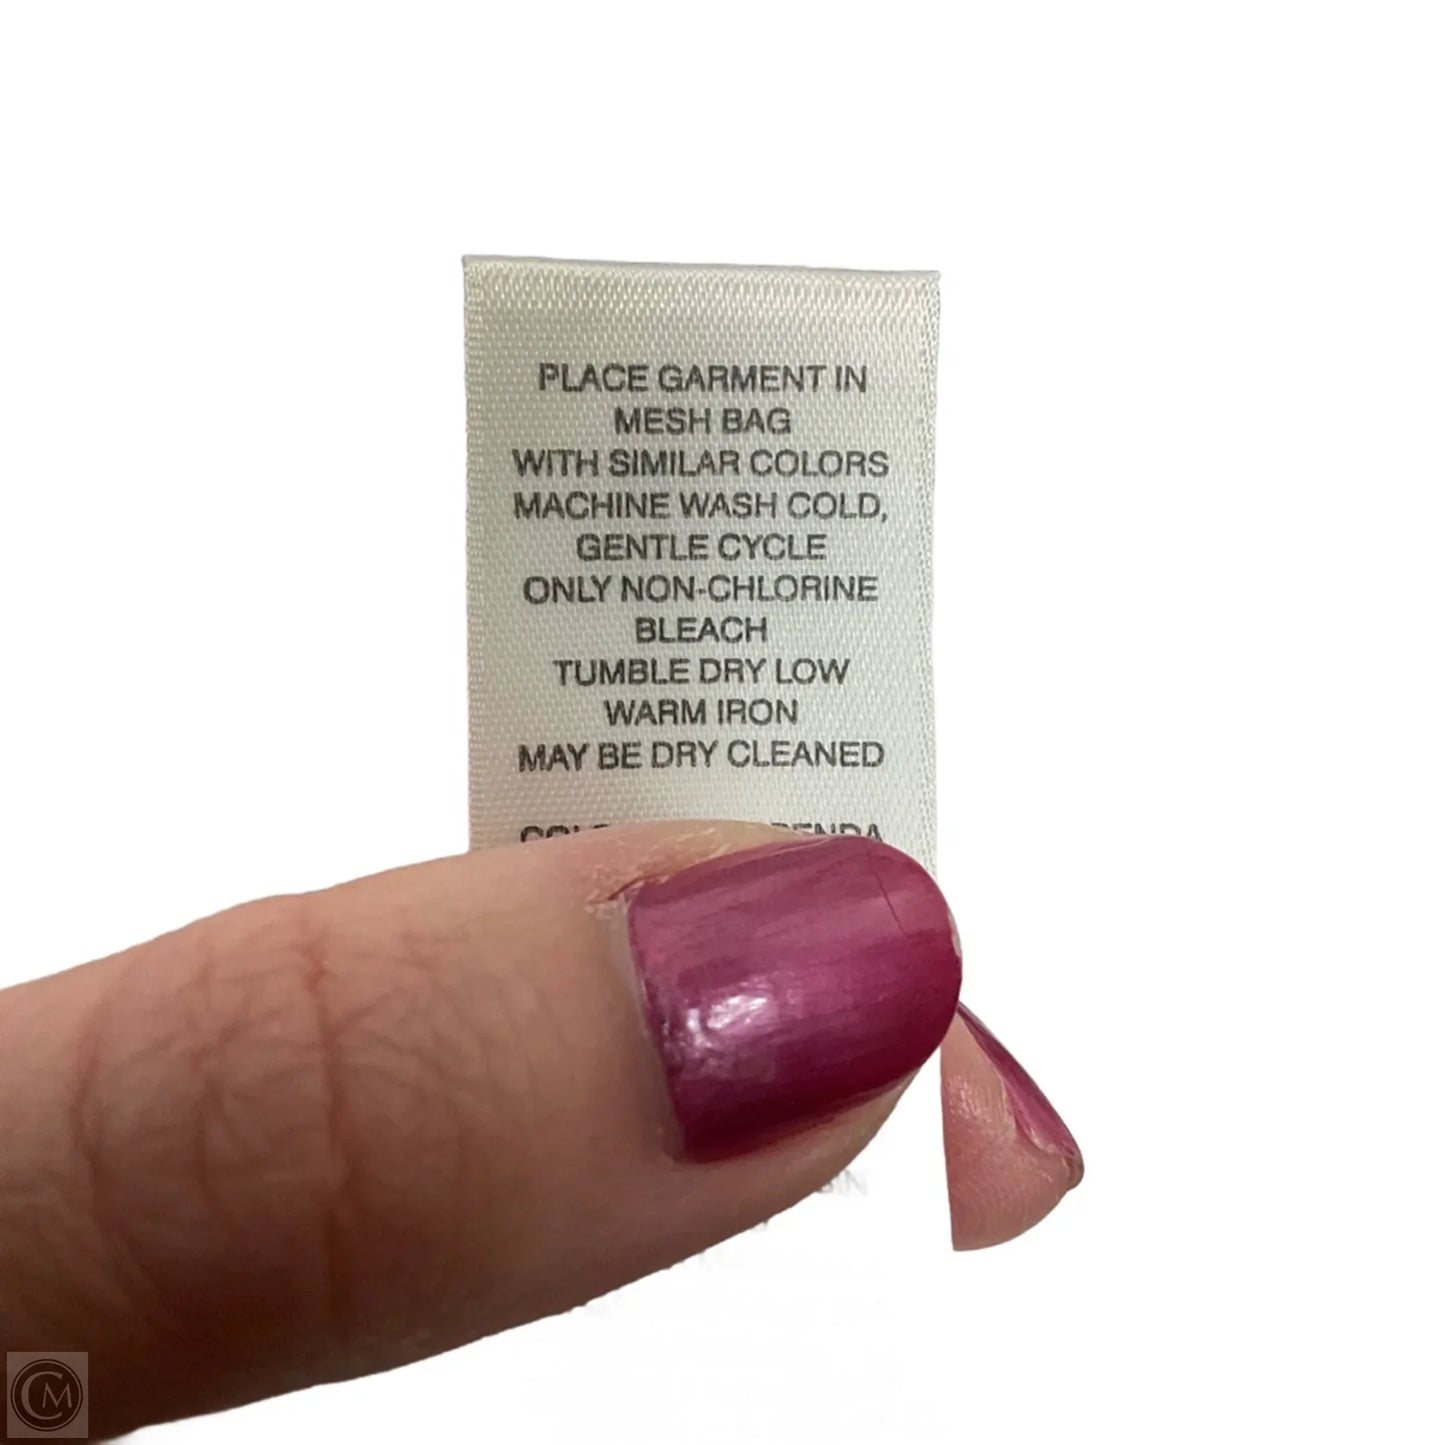 PLACE GARMENT IN
MESH BAG
WITH SIMILAR COLORS
MACHINE WASH COLD,
GENTLE CYCLE
ONLY NON-CHLORINE
BLEACH
TUMBLE DRY LOW
WARM IRON
MAY BE DRY CLEANED
CM